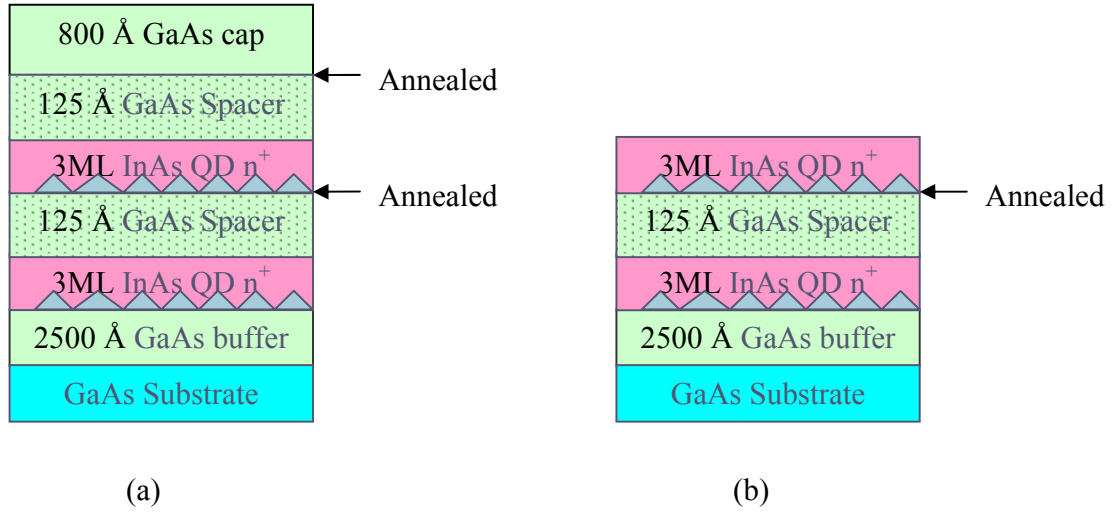 800 Å GaAs cap
Annealed
125 Å GaAs Spacer
3ML InAs QD n+
Annealed
125 Å GaAs Spacer
3ML InAs QD n+
2500 Å GaAs buffer
GaAs Substrate
(a)
3ML InAs QD n+
Annealed
125 Å GaAs Spacer
3ML InAs QD n+
2500 Å GaAs buffer
GaAs Substrate
(b)